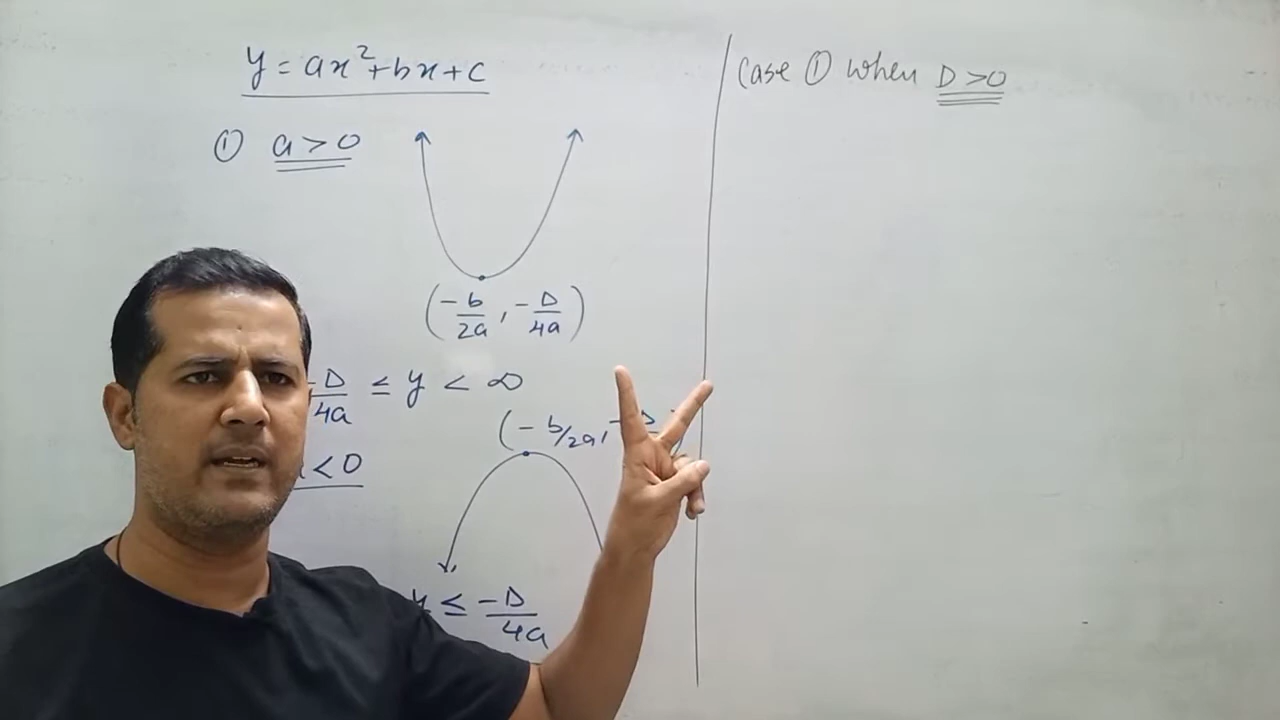 y = ax²+bx+c
① a > 0
(-b/2a, -D/4a)
-D/4a ≤ y < ∞
(-b/2a, -D
< 0
y ≤ -D/4a
Case ① when D>0